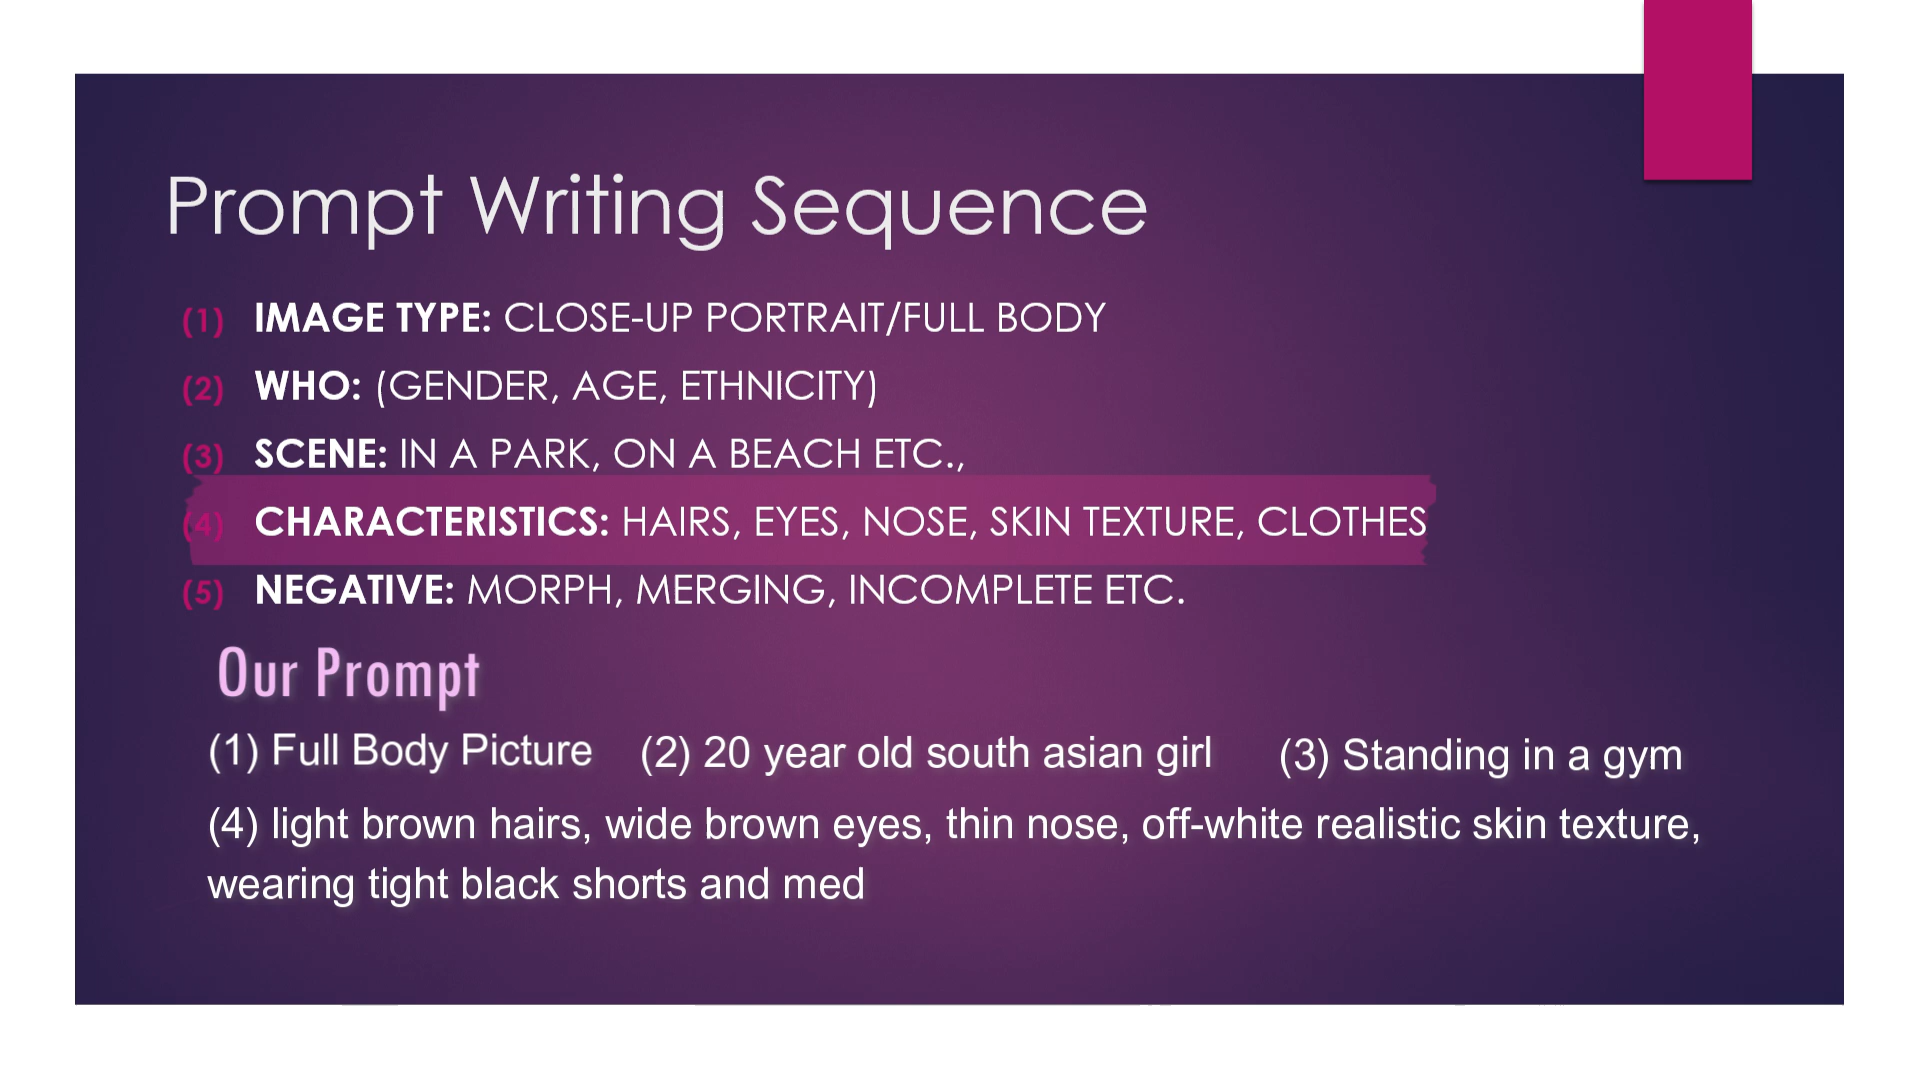 Prompt Writing Sequence
(1) IMAGE TYPE: CLOSE-UP PORTRAIT/FULL BODY
(2) WHO: (GENDER, AGE, ETHNICITY)
(3) SCENE: IN A PARK, ON A BEACH ETC.,
(4) CHARACTERISTICS: HAIRS, EYES, NOSE, SKIN TEXTURE, CLOTHES
(5) NEGATIVE: MORPH, MERGING, INCOMPLETE ETC.
Our Prompt
(1) Full Body Picture (2) 20 year old south asian girl (3) Standing in a gym
(4) light brown hairs, wide brown eyes, thin nose, off-white realistic skin texture,
wearing tight black shorts and med